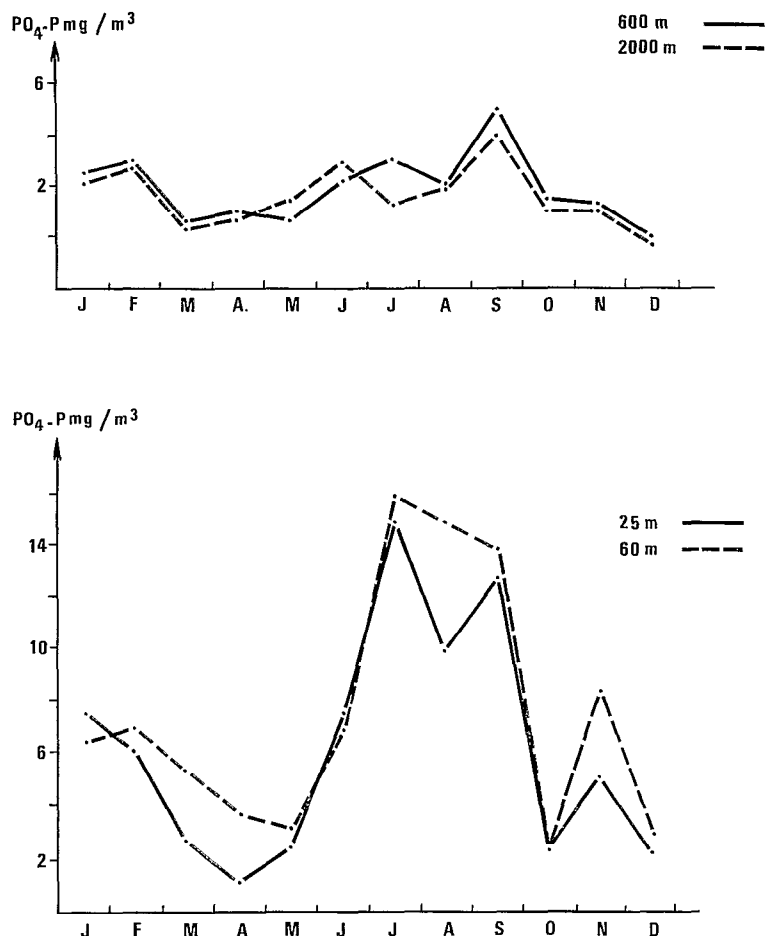 PO4-Pmg/m3
600 m
2000 m
6
2
J F M A. M J J A S O N D
PO4-Pmg/m3
25 m
60 m
14
10
6
2
J F M A M J J A S O N D